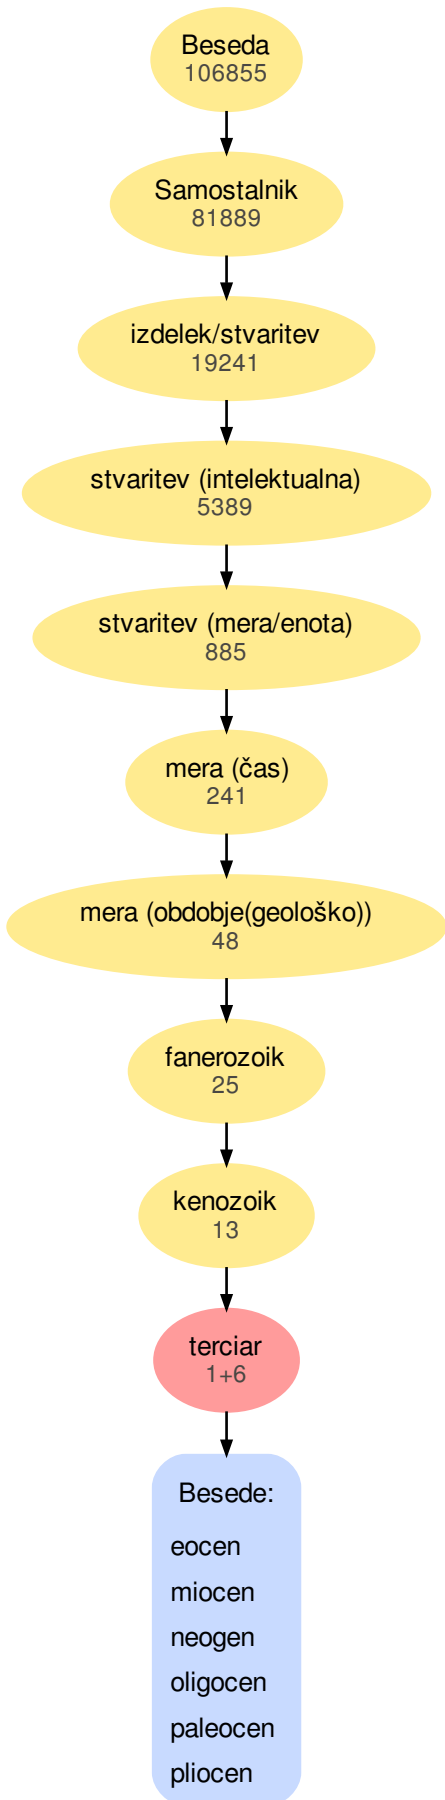 Beseda
106855
Samostalnik
81889
izdelek/stvaritev
19241
stvaritev (intelektualna)
5389
stvaritev (mera/enota)
885
mera (čas)
241
mera (obdobje(geološko))
48
fanerozoik
25
kenozoik
13
terciar
1+6
Besede:
eocen
miocen
neogen
oligocen
paleocen
pliocen